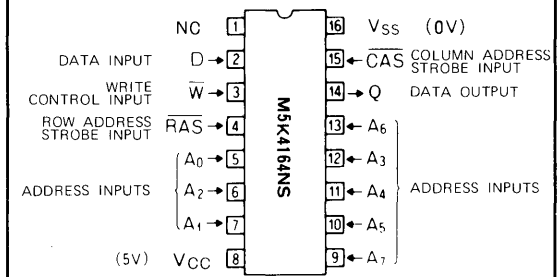 NC 1 16 VSS (0V)
DATA INPUT D 2 15 CAS COLUMN ADDRESS STROBE INPUT
WRITE CONTROL INPUT W 3 14 Q DATA OUTPUT
ROW ADDRESS STROBE INPUT RAS 4 13 A6
A0 5 12 A3
ADDRESS INPUTS A2 6 11 A4 ADDRESS INPUTS
A1 7 10 A5
(5V) VCC 8 9 A7
M5K4164NS